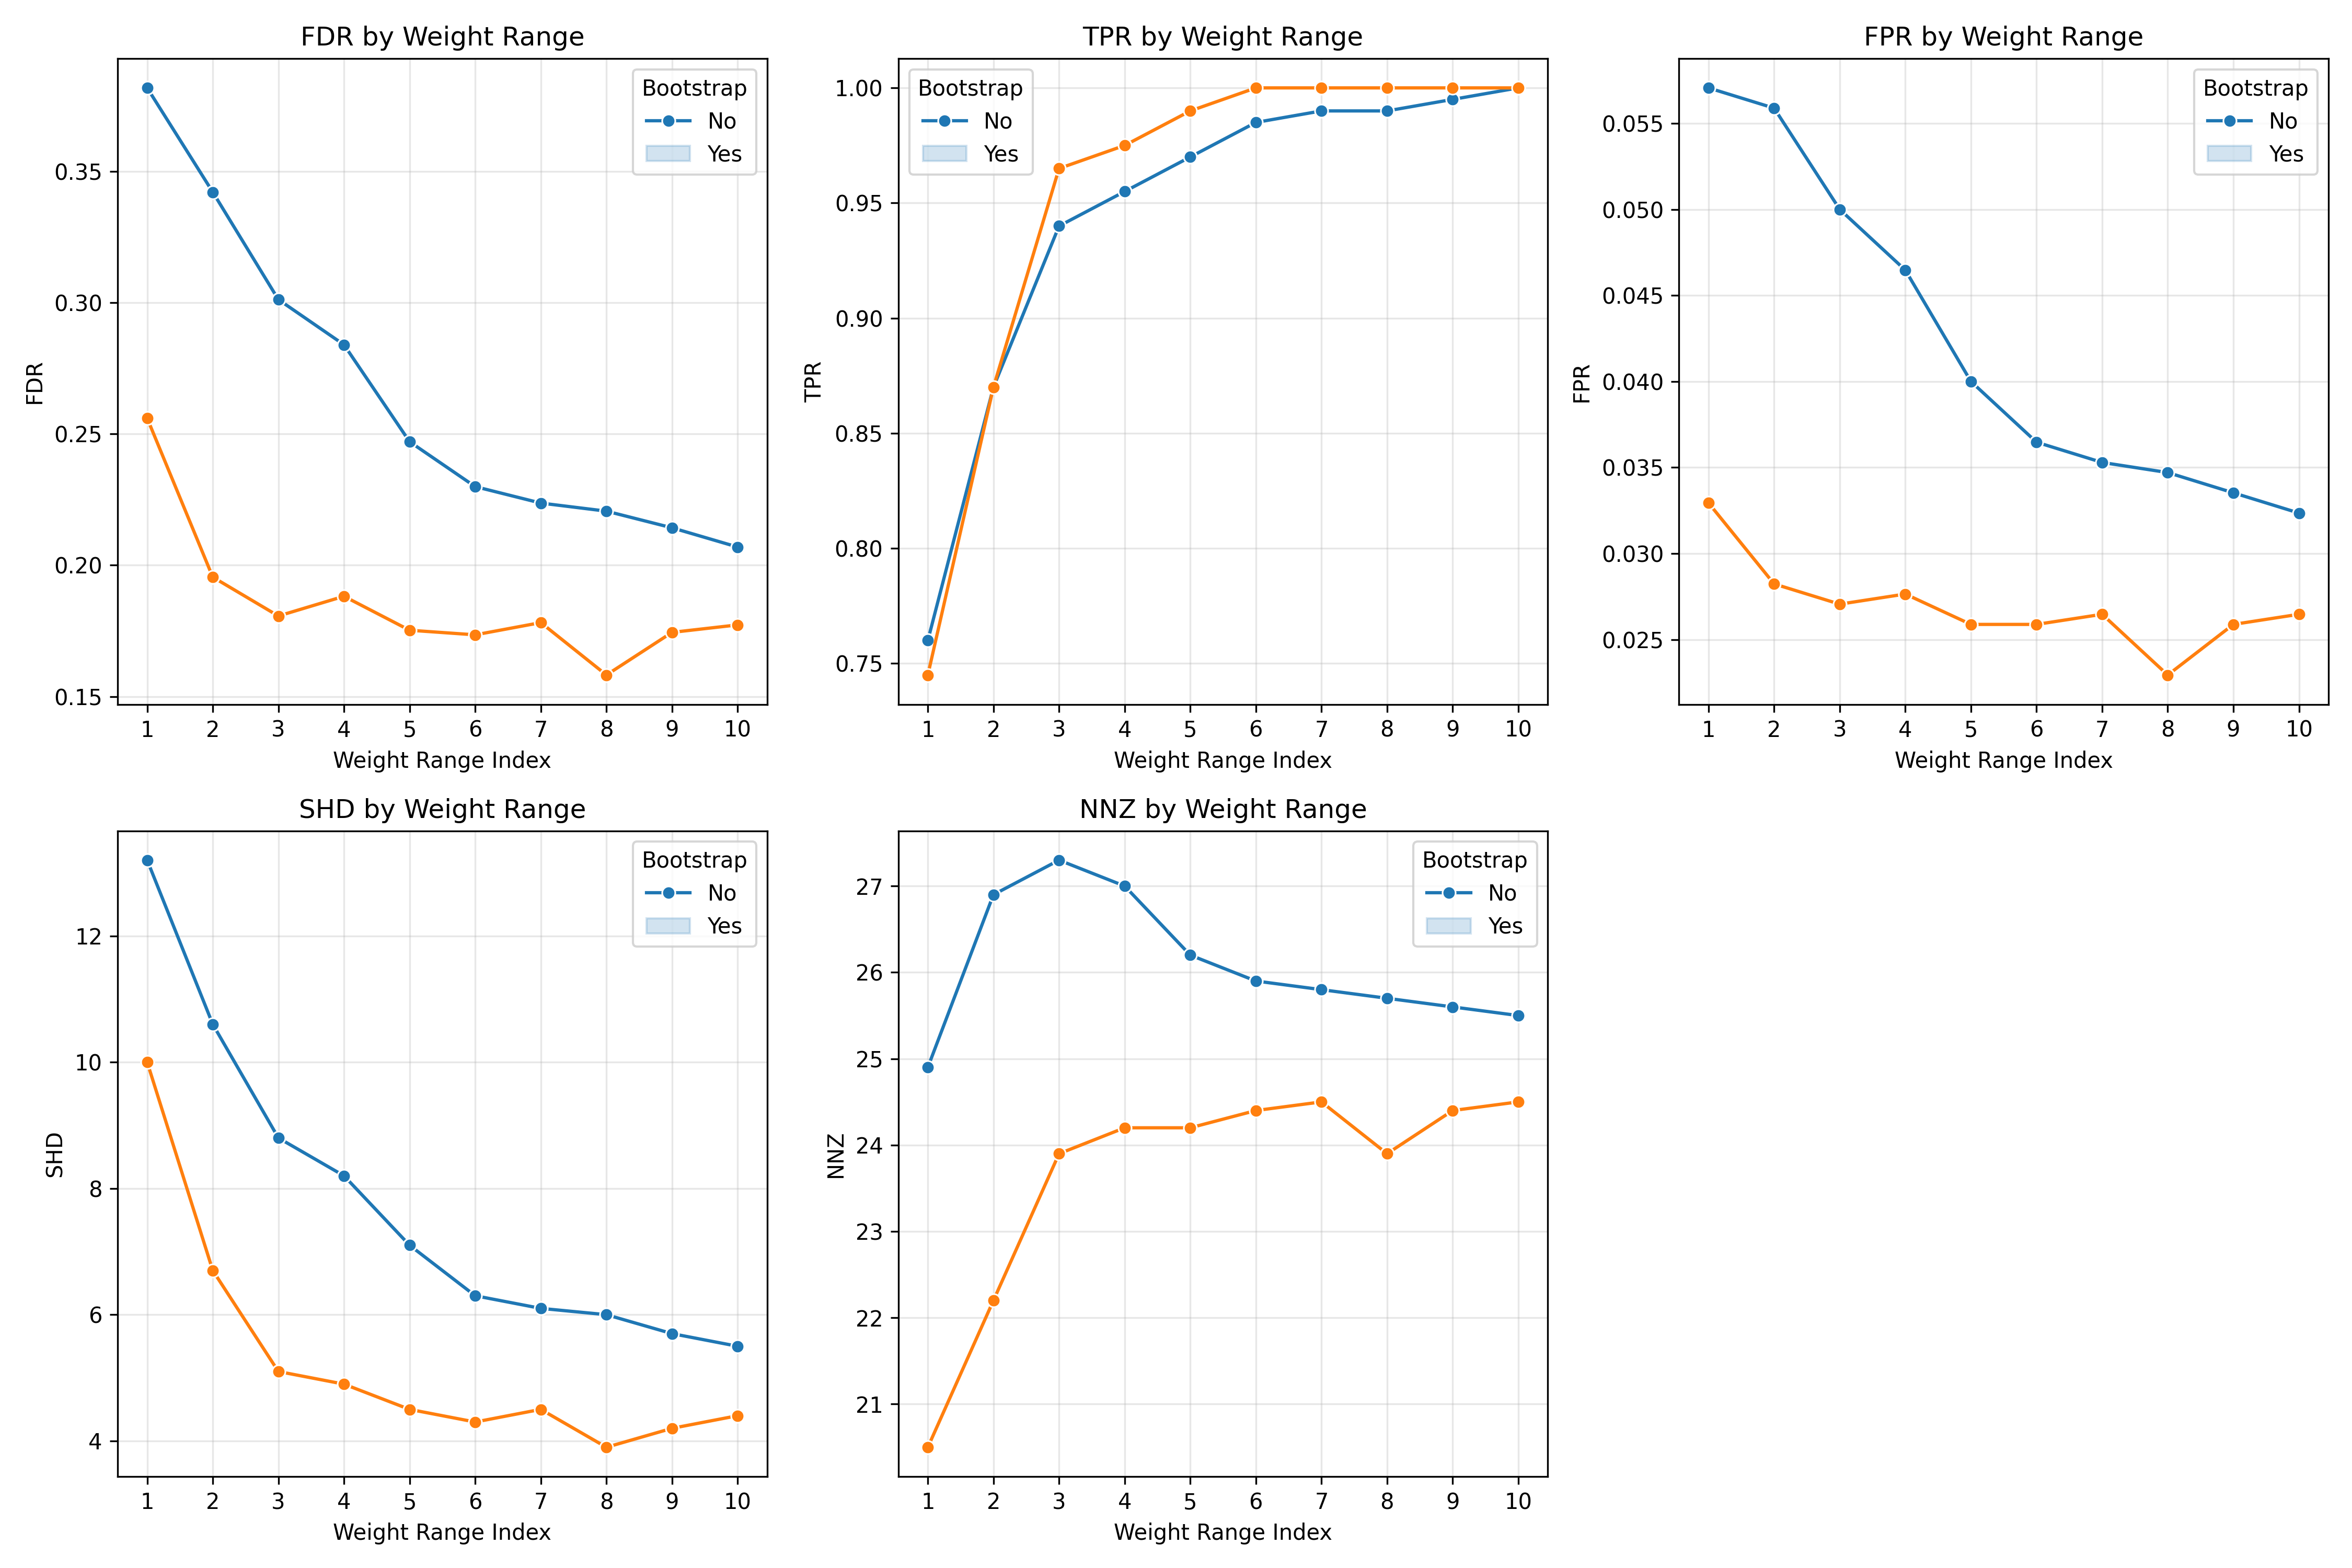 FDR by Weight Range
Bootstrap
No
Yes
0.35
0.30
0.25
0.20
0.15
FDR
1 2 3 4 5 6 7 8 9 10
Weight Range Index
TPR by Weight Range
Bootstrap
No
Yes
1.00
0.95
0.90
0.85
0.80
0.75
TPR
1 2 3 4 5 6 7 8 9 10
Weight Range Index
FPR by Weight Range
Bootstrap
No
Yes
0.055
0.050
0.045
0.040
0.035
0.030
0.025
FPR
1 2 3 4 5 6 7 8 9 10
Weight Range Index
SHD by Weight Range
Bootstrap
No
Yes
12
10
8
6
4
SHD
1 2 3 4 5 6 7 8 9 10
Weight Range Index
NNZ by Weight Range
Bootstrap
No
Yes
27
26
25
24
23
22
21
NNZ
1 2 3 4 5 6 7 8 9 10
Weight Range Index